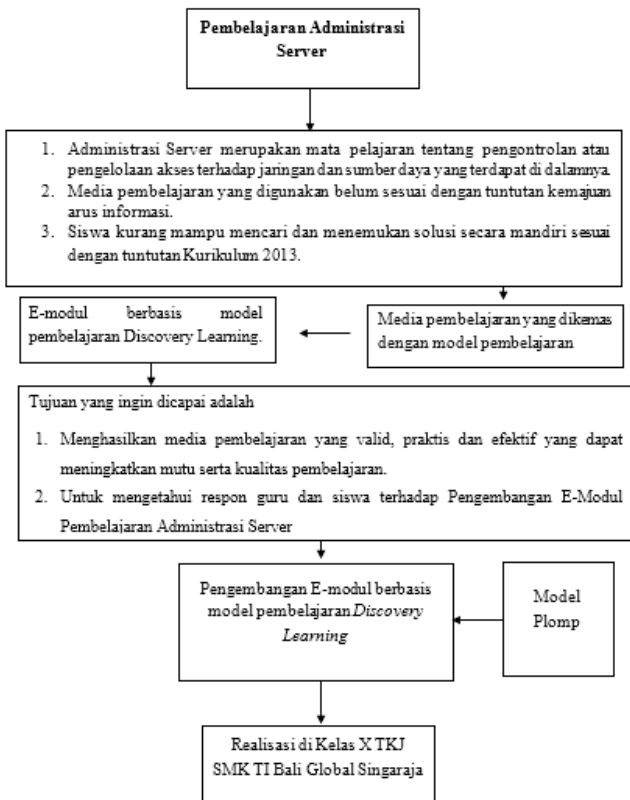 Pembelajaran Administrasi
Server
1. Administrasi Server merupakan mata pelajaran tentang pengontrolan atau
pengelolaan akses terhadap jaringan dan sumber daya yang terdapat di dalamnya.
2. Media pembelajaran yang digunakan belum sesuai dengan tuntutan kemajuan
arus informasi.
3. Siswa kurang mampu mencari dan menemukan solusi secara mandiri sesuai
dengan tuntutan Kurikulum 2013.
E-modul berbasis model
pembelajaran Discovery Learning.
Media pembelajaran yang dikemas
dengan model pembelajaran
Tujuan yang ingin dicapai adalah
1. Menghasilkan media pembelajaran yang valid, praktis dan efektif yang dapat
meningkatkan mutu serta kualitas pembelajaran.
2. Untuk mengetahui respon guru dan siswa terhadap Pengembangan E-Modul
Pembelajaran Administrasi Server
Pengembangan E-modul berbasis
model pembelajaran Discovery
Learning
Model
Plomp
Realisasi di Kelas X TKJ
SMK TI Bali Global Singaraja